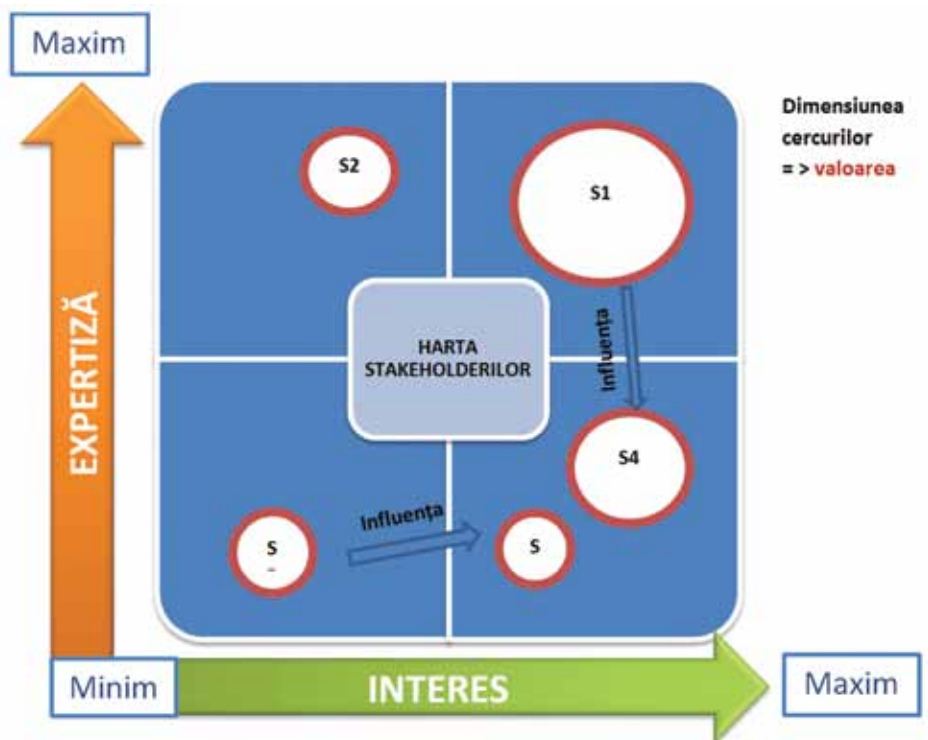 Maxim
Dimensiunea
cercurilor
= > valoarea
S2
S1
EXPERTIZĂ
HARTA
STAKEHOLDERILOR
Influența
S4
Influența
S
S
Minim
INTERES
Maxim